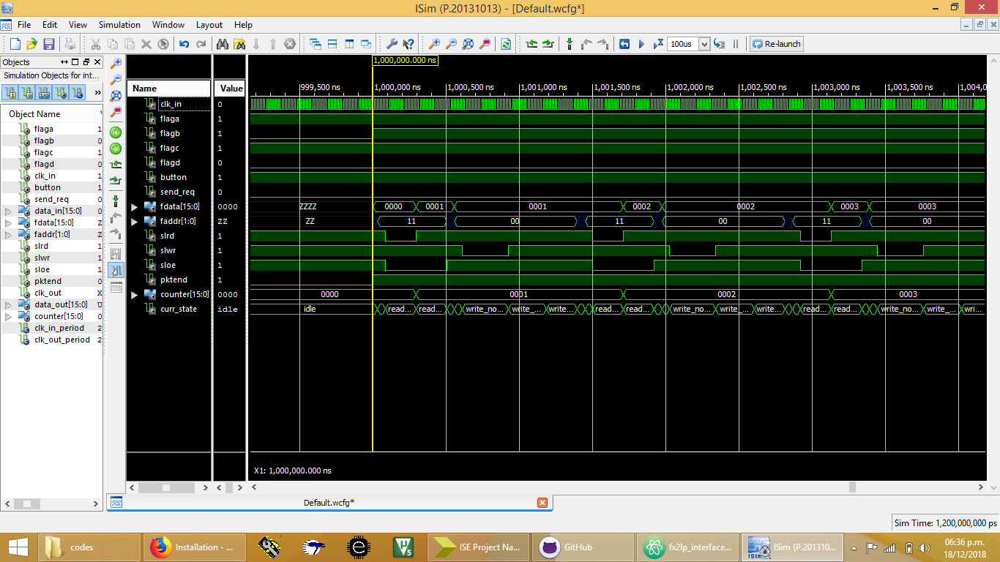 ISim (P.20131013) - [Default.wcfg*]
File Edit View Simulation Window Layout Help
100us Re-launch
Objects
Simulation Objects for int...
Object Name
flaga 1
flagb 0
flagc 1
flagd 0
clk_in 0
button 1
send_req 0
data_in[15:0] 0
fdata[15:0] Z
faddr[1:0] Z
slrd 1
slwr 1
sloe 1
pktend 0
clk_out X
data_out[15:0] U
counter[15:0] 0
clk_in_period 2
clk_out_period 2
Name Value
clk_in 0
flaga 1
flagb 1
flagc 1
flagd 0
button 1
send_req 0
fdata[15:0] 0000
faddr[1:0] ZZ
slrd 1
slwr 1
sloe 1
pktend 1
counter[15:0] 0000
curr_state idle
1,000,000.000 ns
999,500 ns 1,000,000 ns 1,000,500 ns 1,001,000 ns 1,001,500 ns 1,002,000 ns 1,002,500 ns 1,003,000 ns 1,003,500 ns 1,004,0
ZZZZ 0000 0001 0001 0002 0002 0003 0003
ZZ 11 00 11 00 11 00
0000 0001 0002 0003
idle read... read... write_no... write_... write... read... read... write_no... write_... write... read... read... write_no... write_... wri...
X1: 1,000,000.000 ns
Default.wcfg*
Sim Time: 1,200,000,000 ps
codes Installation - ... ISE Project Na... GitHub fx2lp_interface... ISim (P.201310... 06:36 p.m.
18/12/2018